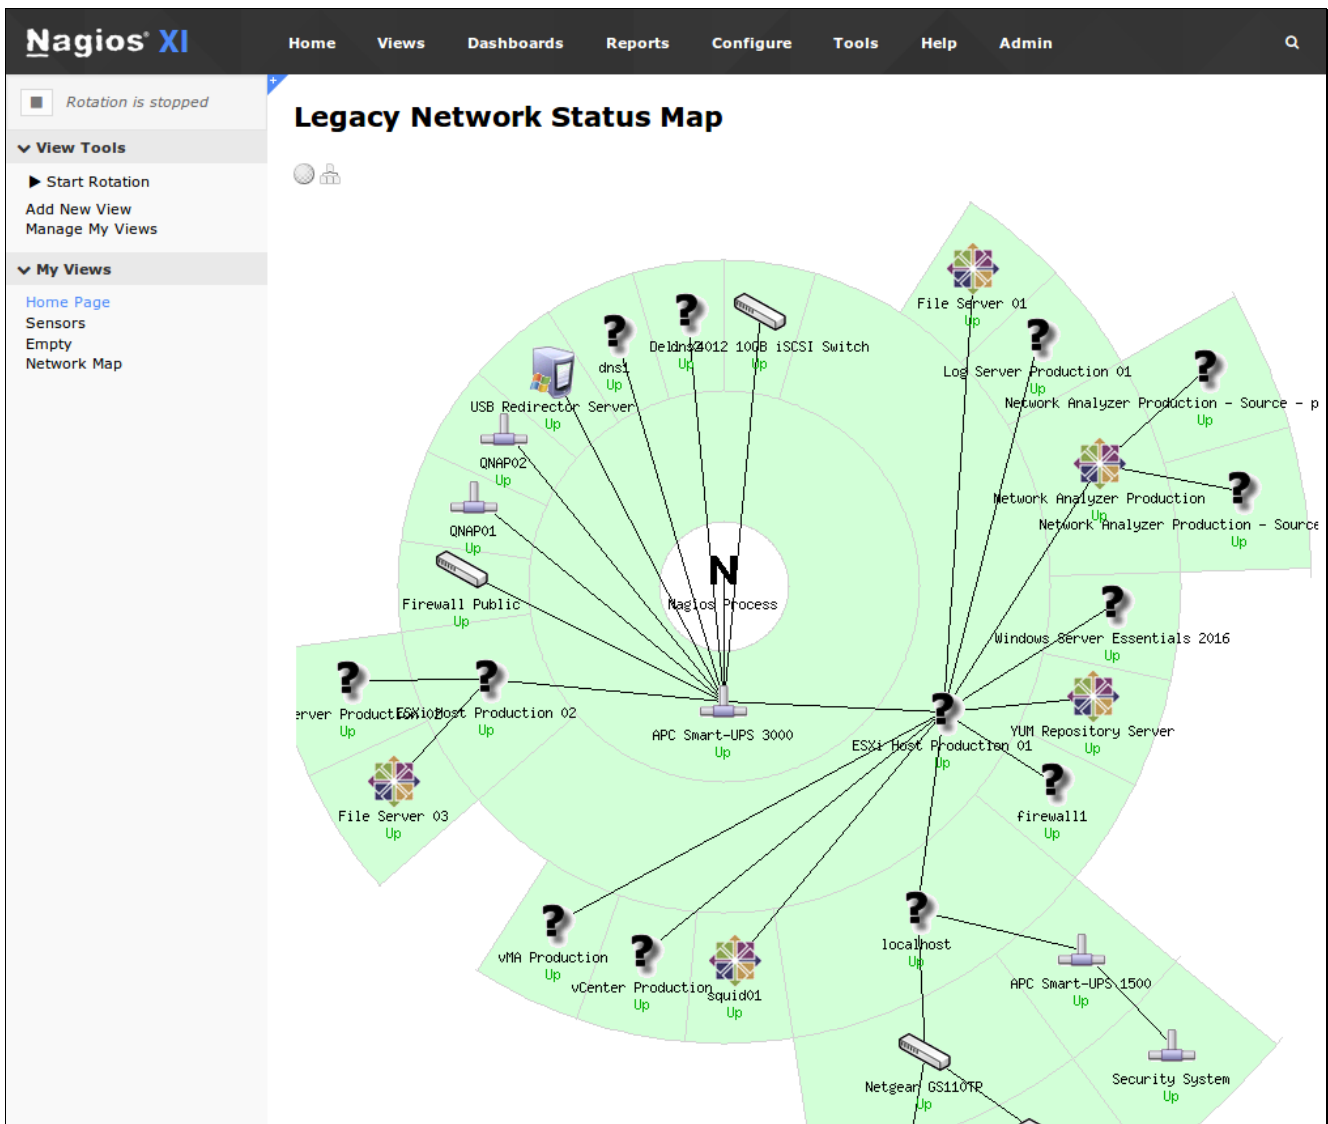 Nagios® XI
Home Views Dashboards Reports Configure Tools Help Admin
Rotation is stopped
View Tools
Start Rotation
Add New View
Manage My Views
My Views
Home Page
Sensors
Empty
Network Map
Legacy Network Status Map
File Server 01
Up
dns1
Up
Up
10GB iSCSI Switch
Up
Log Server Production 01
Up
Network Analyzer Production - Source - p
Up
USB Redirector Server
Up
QNAP02
Up
Network Analyzer Production
Up
Network Analyzer Production - Source
Up
QNAP01
Up
Nagios Process
Firewall Public
Up
Windows Server Essentials 2016
Up
erver Production 02
Up
ESXi Host Production 02
Up
APC Smart-UPS 3000
Up
ESXi Host Production 01
Up
YUM Repository Server
Up
File Server 03
Up
firewall1
Up
localhost
Up
vMA Production
Up
vCenter Production
Up
squid01
Up
APC Smart-UPS 1500
Up
Netgear GS110TP
Up
Security System
Up